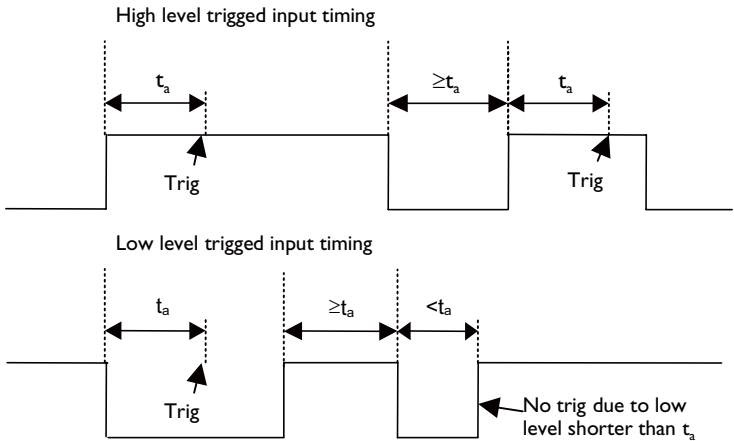 High level trigged input timing
tₐ
≥tₐ
tₐ
Trig
Trig
Low level trigged input timing
tₐ
≥tₐ
<tₐ
Trig
No trig due to low
level shorter than tₐ